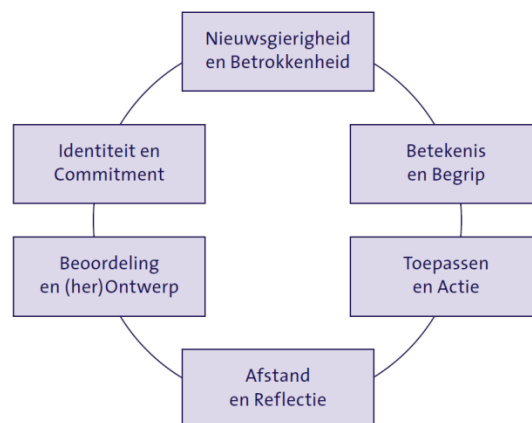 Nieuwsgierigheid
en Betrokkenheid
Identiteit en
Commitment
Betekenis
en Begrip
Beoordeling
en (her)Ontwerp
Toepassen
en Actie
Afstand
en Reflectie